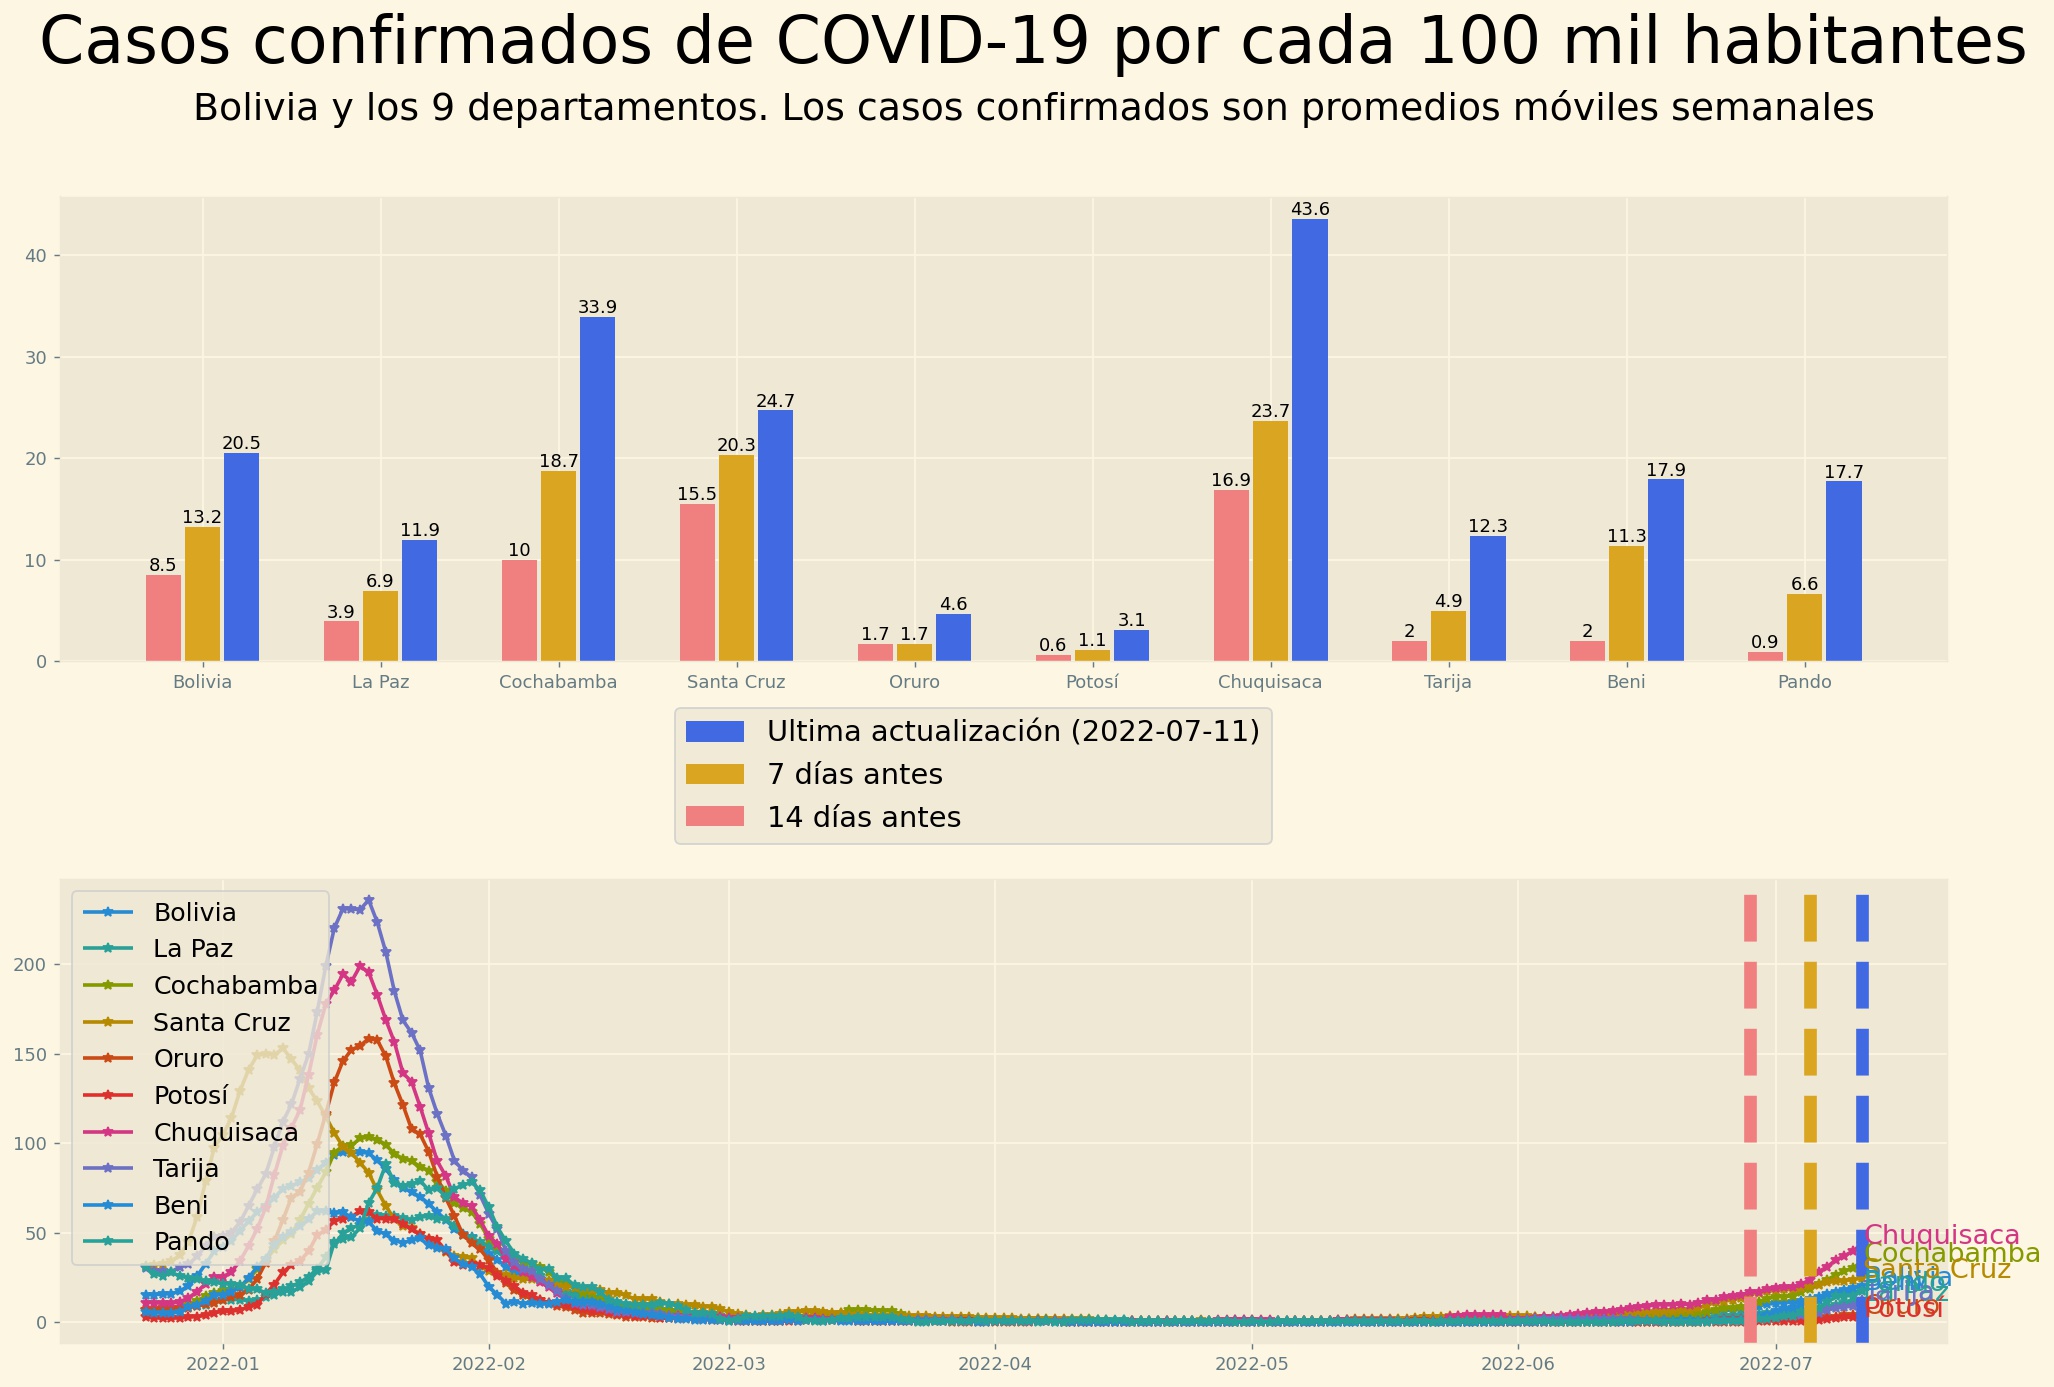 Casos confirmados de COVID-19 por cada 100 mil habitantes
Bolivia y los 9 departamentos. Los casos confirmados son promedios móviles semanales
43.6
40
33.9
30
24.7
23.7
20.5
20.3
20
18.7
17.9
17.7
16.9
15.5
13.2
12.3
11.9
11.3
10
10
8.5
6.9
6.6
4.9
4.6
3.9
3.1
2
2
1.7
1.7
1.1
0.9
0.6
0
Bolivia La Paz Cochabamba Santa Cruz Oruro Potosí Chuquisaca Tarija Beni Pando
Ultima actualización (2022-07-11)
7 días antes
14 días antes
Bolivia
La Paz
Cochabamba
Santa Cruz
Oruro
Potosí
Chuquisaca
Tarija
Beni
Pando
200
150
100
50
0
Chuquisaca
Cochabamba
Santa Cruz
Tarija
Potosí
2022-01 2022-02 2022-03 2022-04 2022-05 2022-06 2022-07